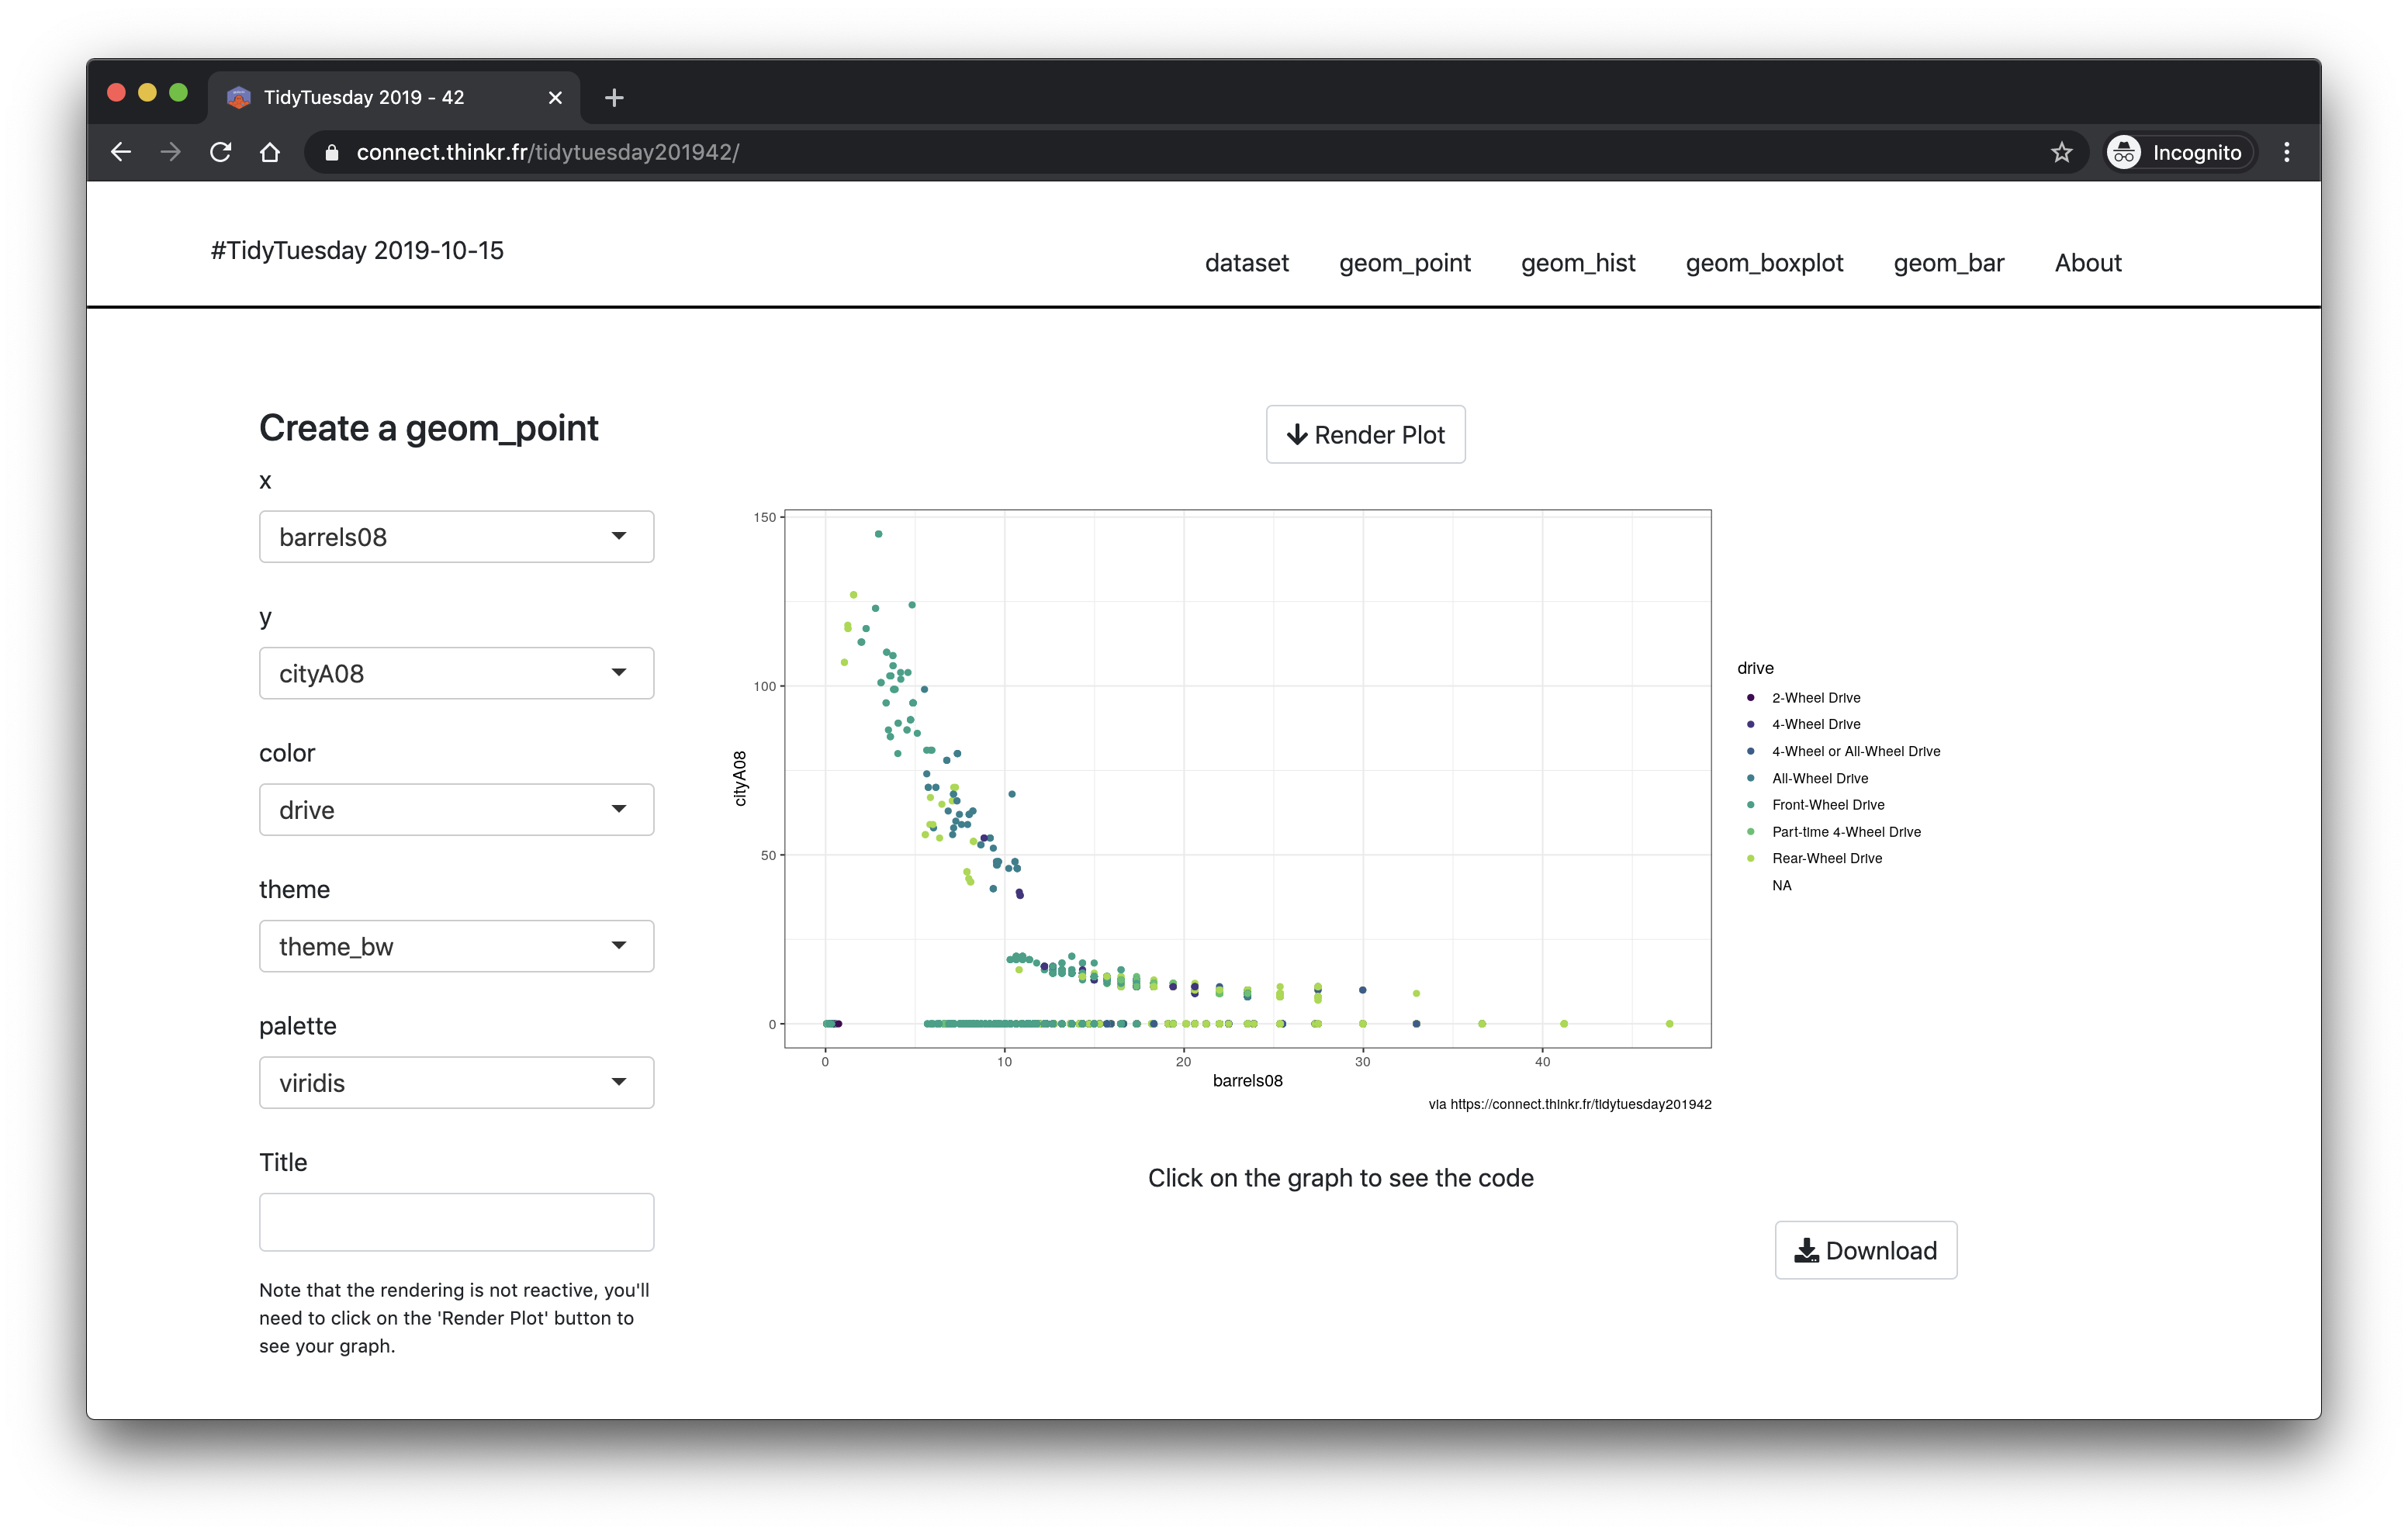 TidyTuesday 2019 - 42
connect.thinkr.fr/tidytuesday201942/
Incognito
#TidyTuesday 2019-10-15
dataset geom_point geom_hist geom_boxplot geom_bar About
Create a geom_point
x
barrels08
y
cityA08
color
drive
theme
theme_bw
palette
viridis
Title
Note that the rendering is not reactive, you'll
need to click on the 'Render Plot' button to
see your graph.
Render Plot
150
100
50
0
cityA08
0 10 20 30 40
barrels08
via https://connect.thinkr.fr/tidytuesday201942
drive
2-Wheel Drive
4-Wheel Drive
4-Wheel or All-Wheel Drive
All-Wheel Drive
Front-Wheel Drive
Part-time 4-Wheel Drive
Rear-Wheel Drive
NA
Click on the graph to see the code
Download